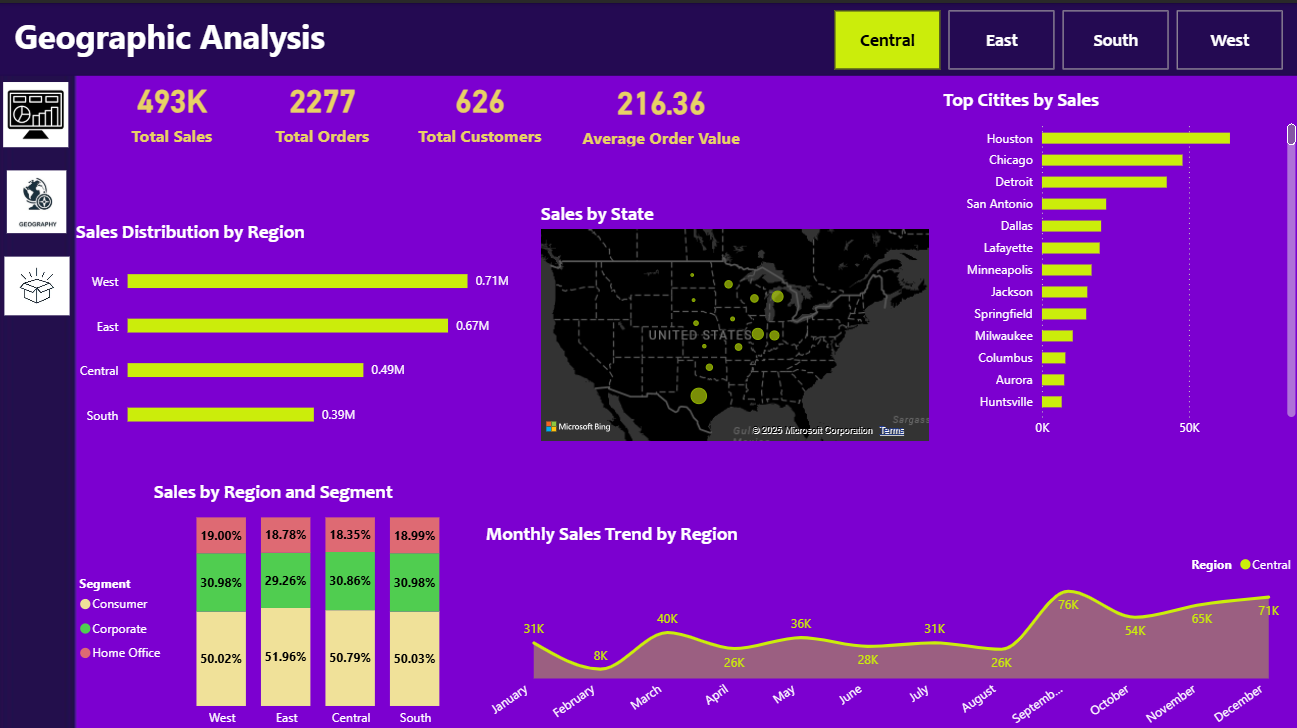 Geographic Analysis
Central
East
South
West
493K
Total Sales
2277
Total Orders
626
Total Customers
216.36
Average Order Value
GEOGRAPHY
Sales Distribution by Region
West
0.71M
East
0.67M
Central
0.49M
South
0.39M
Sales by State
UNITED STATES
Sargass
Microsoft Bing
© 2025 Microsoft Corporation
Terms
Top Citites by Sales
Houston
Chicago
Detroit
San Antonio
Dallas
Lafayette
Minneapolis
Jackson
Springfield
Milwaukee
Columbus
Aurora
Huntsville
0K
50K
Sales by Region and Segment
Segment
Consumer
Corporate
Home Office
19.00%
18.78%
18.35%
18.99%
30.98%
29.26%
30.86%
30.98%
50.02%
51.96%
50.79%
50.03%
West
East
Central
South
Monthly Sales Trend by Region
Region
Central
31K
8K
40K
26K
36K
28K
31K
26K
76K
54K
65K
71K
January
February
March
April
May
June
July
August
Septemb...
October
November
December